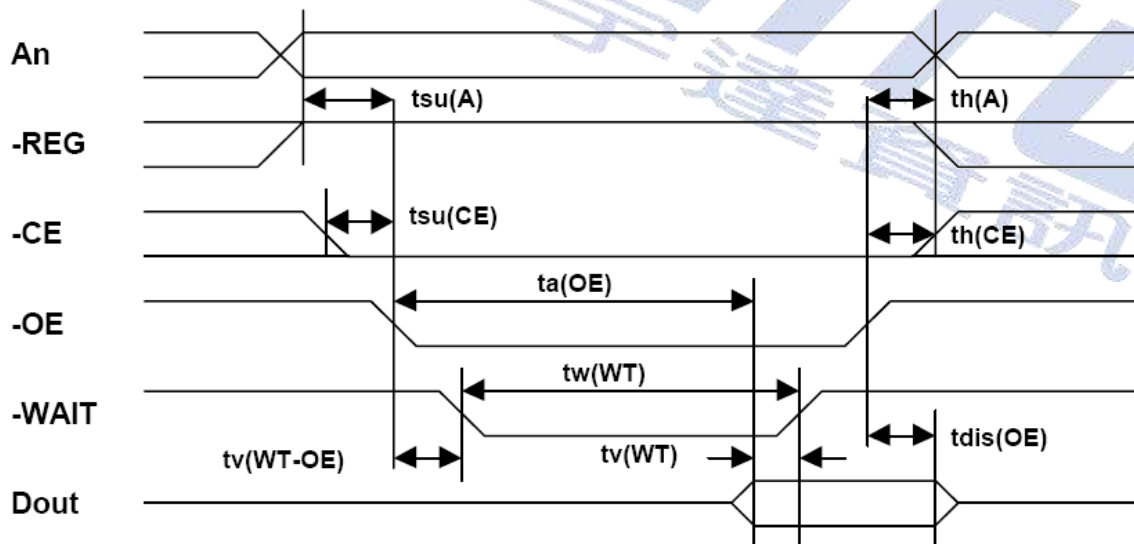 An
tsu(A)
th(A)
-REG
-CE
tsu(CE)
th(CE)
ta(OE)
-OE
tw(WT)
-WAIT
tv(WT-OE)
tv(WT)
tdis(OE)
Dout